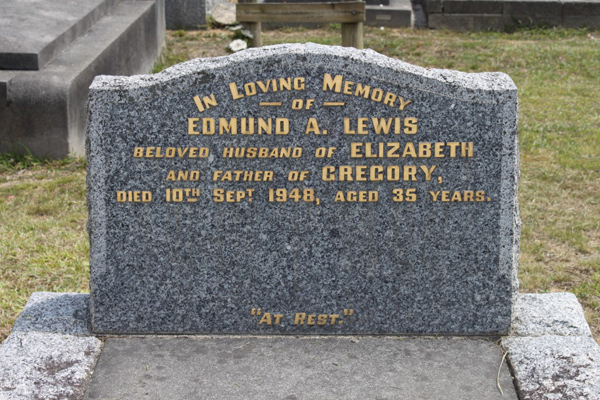 In Loving Memory
of
Edmund A. Lewis
beloved husband of Elizabeth
and father of Gregory,
died 10th Sept 1948, aged 35 years.
"At Rest."